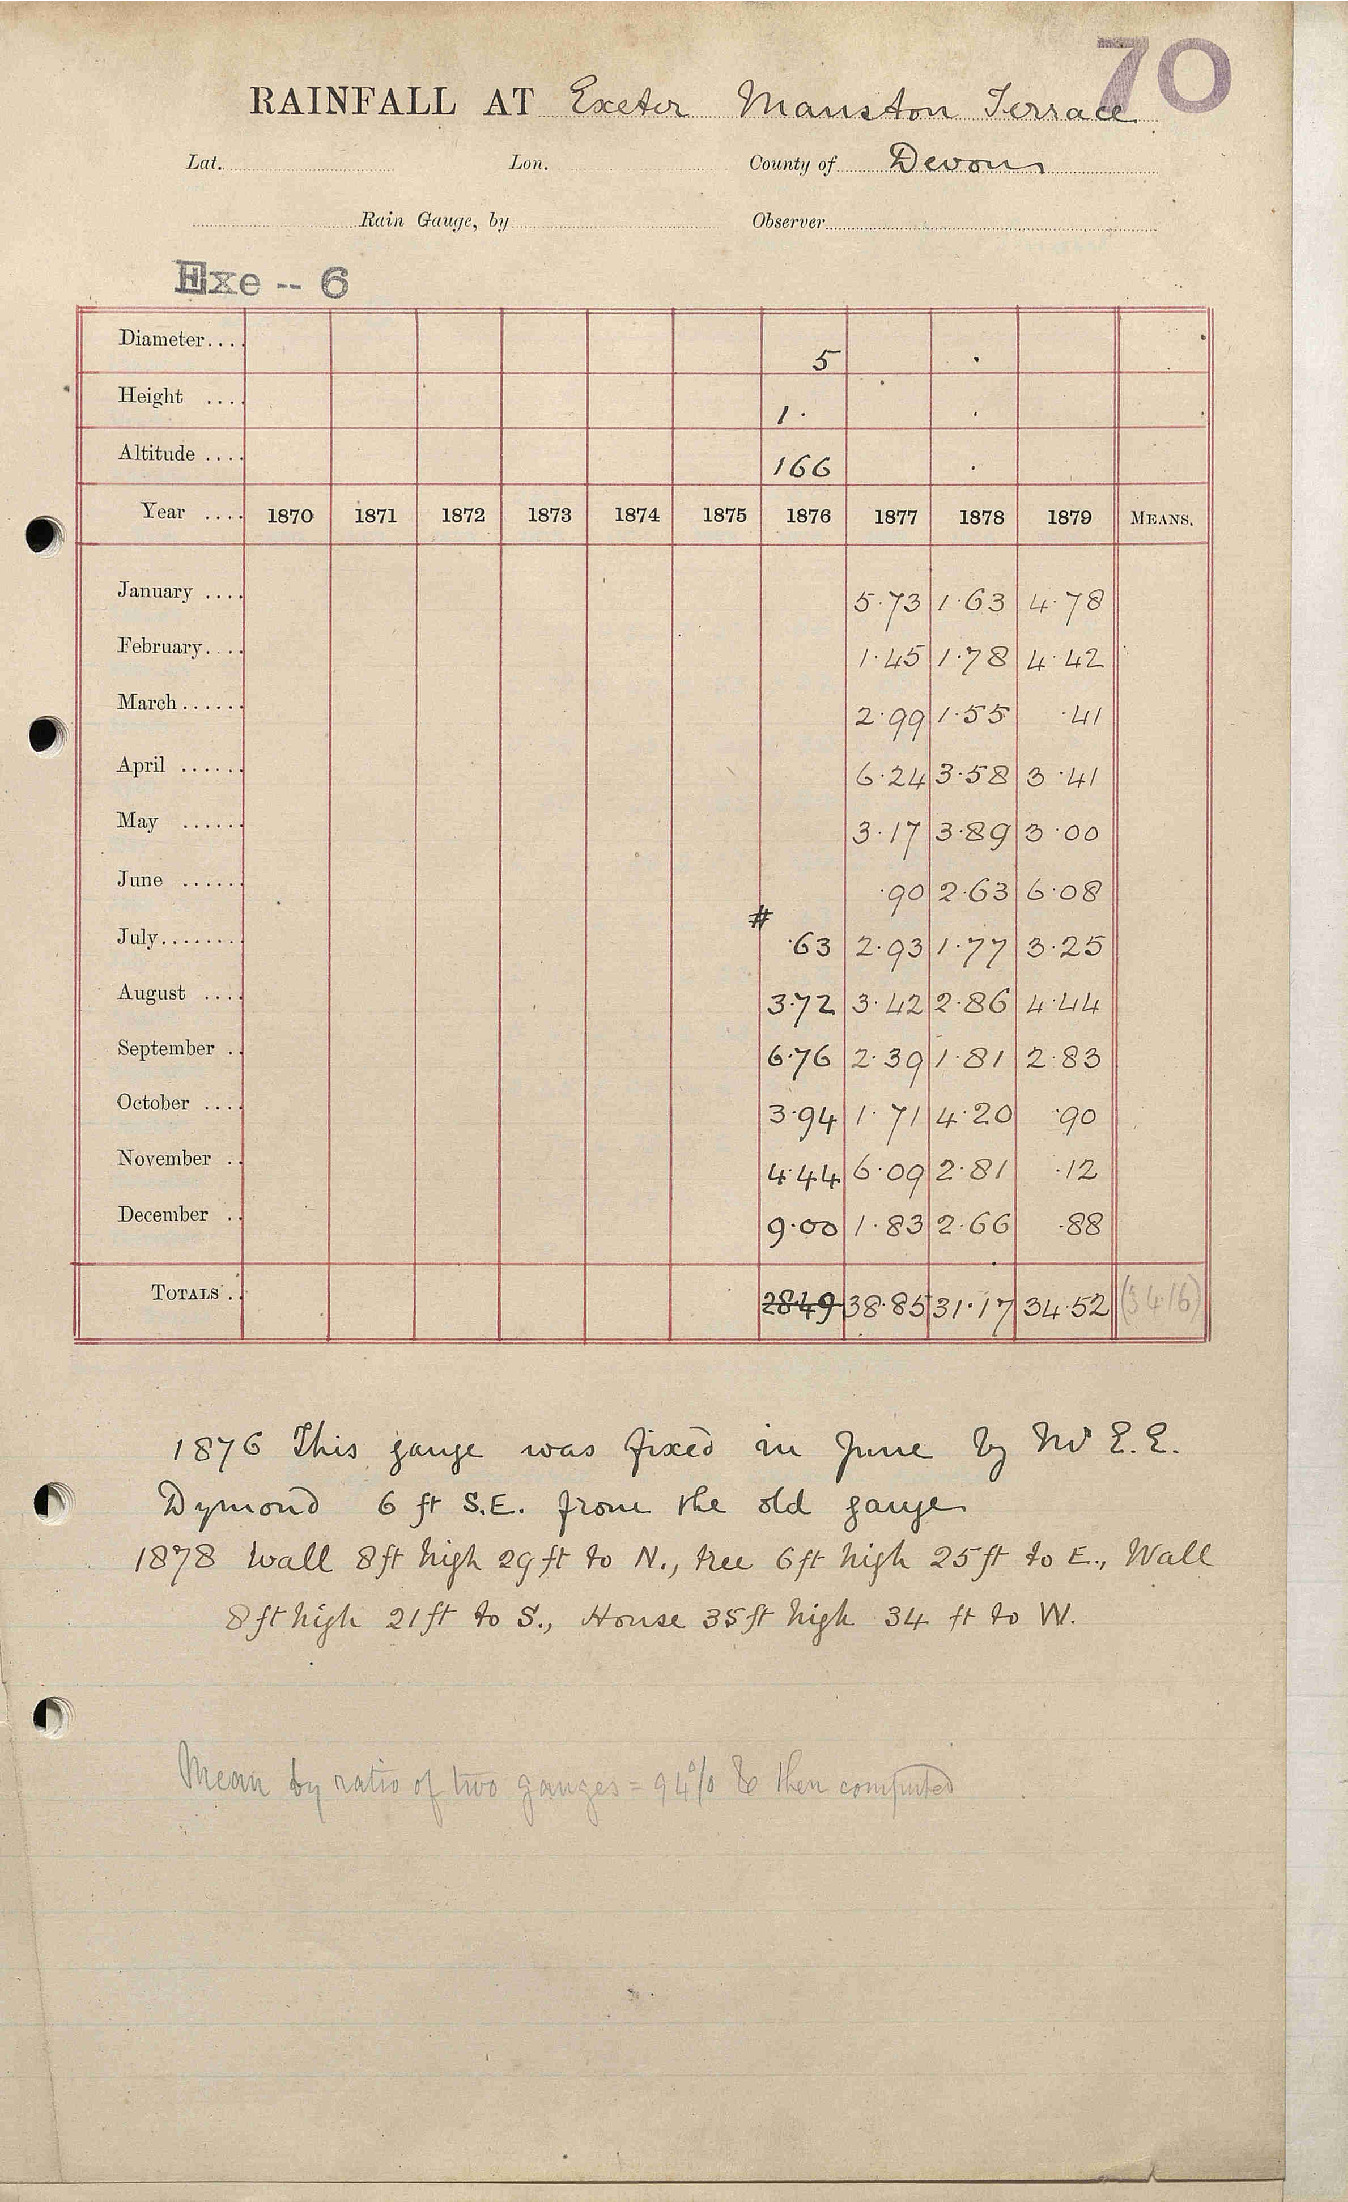 70
RAINFALL AT Exeter Manston Terrace
Lat. Lon. County of Devon
Rain Gauge, by Observer
Exe -- 6
Diameter.... 5
Height .... 1.
Altitude .... 166
Year .... 1870 1871 1872 1873 1874 1875 1876 1877 1878 1879 MEANS.
January .... 5.73 1.63 4.78
February.... 1.45 1.78 4.42
March...... 2.99 1.55 .41
April ...... 6.24 3.58 3.41
May ...... 3.17 3.89 3.00
June ...... .90 2.63 6.08
#
July........ .63 2.93 1.77 3.25
August .... 3.72 3.42 2.86 4.44
September .. 6.76 2.39 1.81 2.83
October .... 3.94 1.71 4.20 .90
November .. 4.44 6.09 2.81 .12
December .. 9.00 1.83 2.66 .88
TOTALS .. 28.49 38.85 31.17 34.52 (34.16)
1876 This gauge was fixed in June by Mr E.E.
Dymond 6 ft S.E. from the old gauge
1878 Wall 8ft high 29ft to N., tree 6ft high 25ft to E., Wall
8ft high 21ft to S., House 35ft high 34 ft to W.
Mean by ratio of two gauges = 94% & then computed